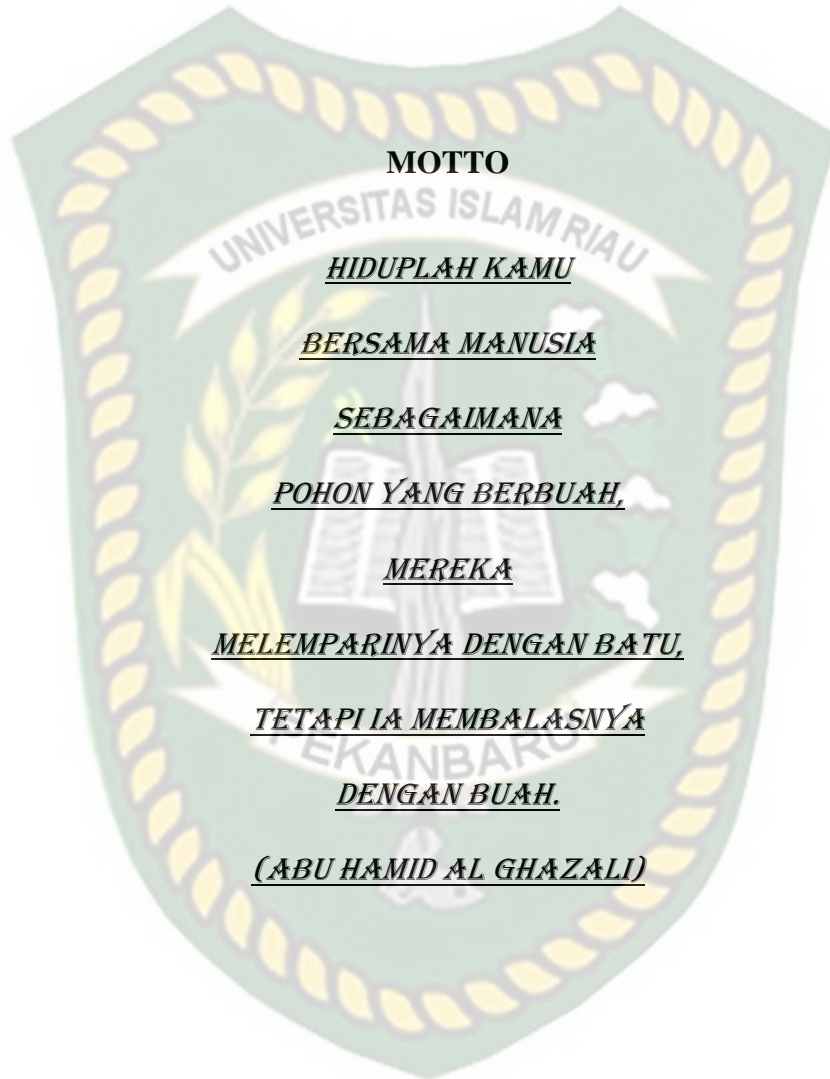 MOTTO
UNIVERSITAS ISLAM RIAU
HIDUPLAH KAMU
BERSAMA MANUSIA
SEBAGAIMANA
POHON YANG BERBUAH,
MEREKA
MELEMPARINYA DENGAN BATU,
TETAPI IA MEMBALASNYA
PEKANBARU
DENGAN BUAH.
(ABU HAMID AL GHAZALI)